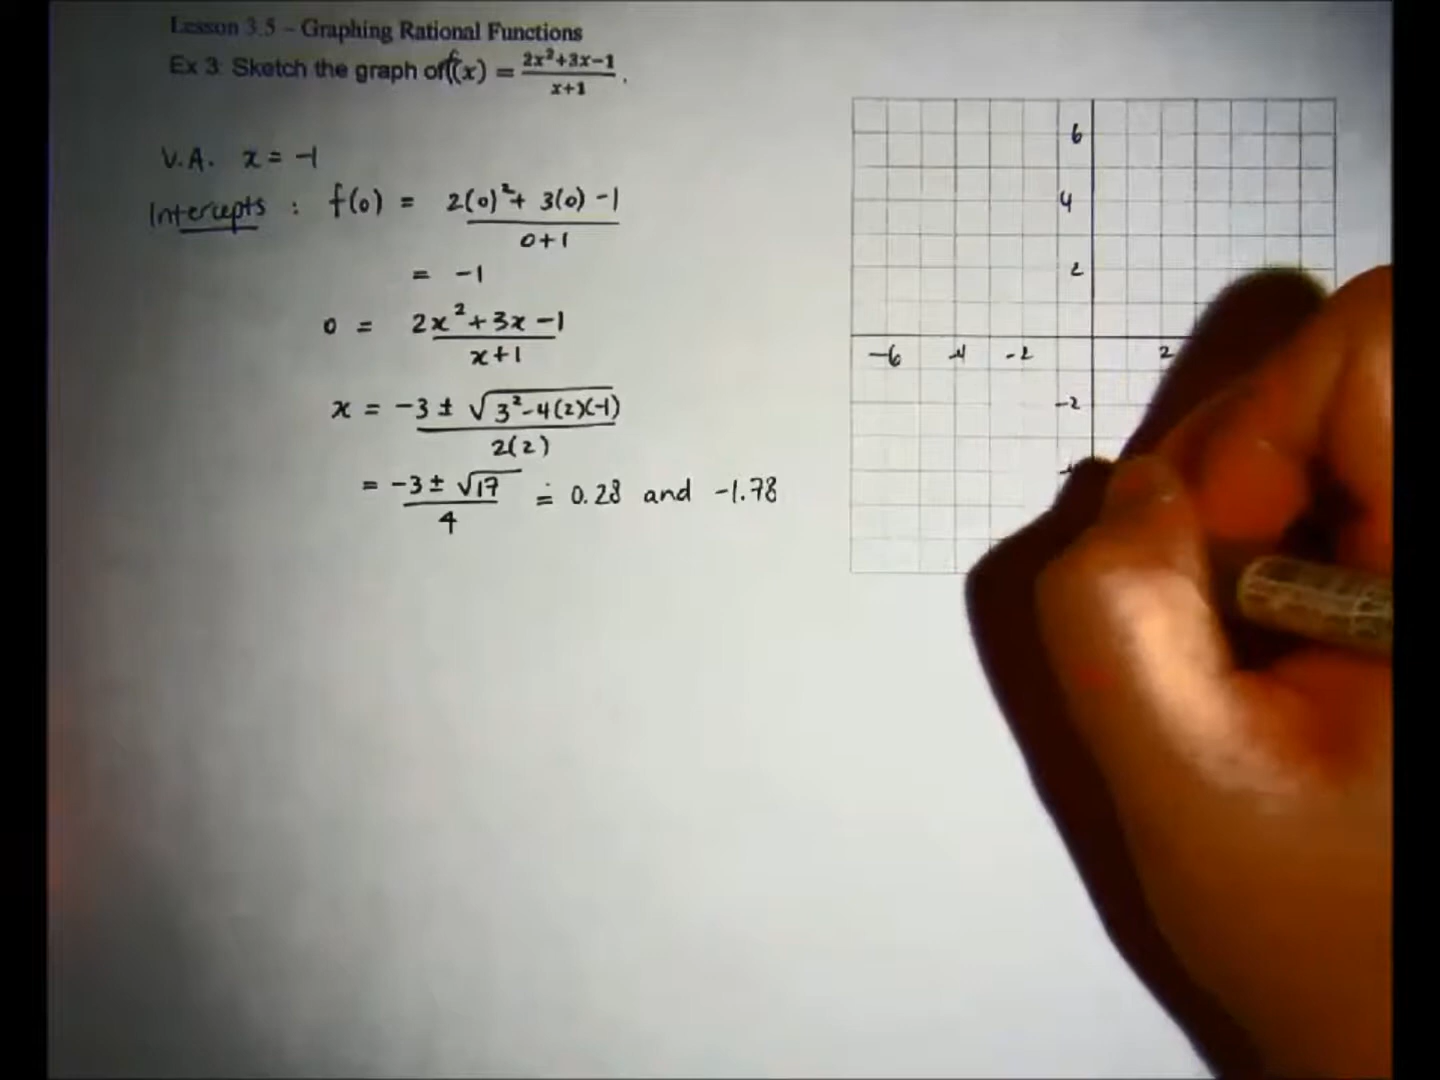 Lesson 3.5 – Graphing Rational Functions
Ex 3: Sketch the graph of f(x) = (2x²+3x−1)/(x+1).
V.A. x = -1
Intercepts : f(0) = (2(0)²+ 3(0) -1)/(0+1)
= -1
0 = (2x²+3x-1)/(x+1)
x = (-3 ± √(3²-4(2)(-1)))/(2(2))
= (-3 ± √17)/4 ≐ 0.28 and -1.78
6
4
2
-6 -4 -2 2
-2